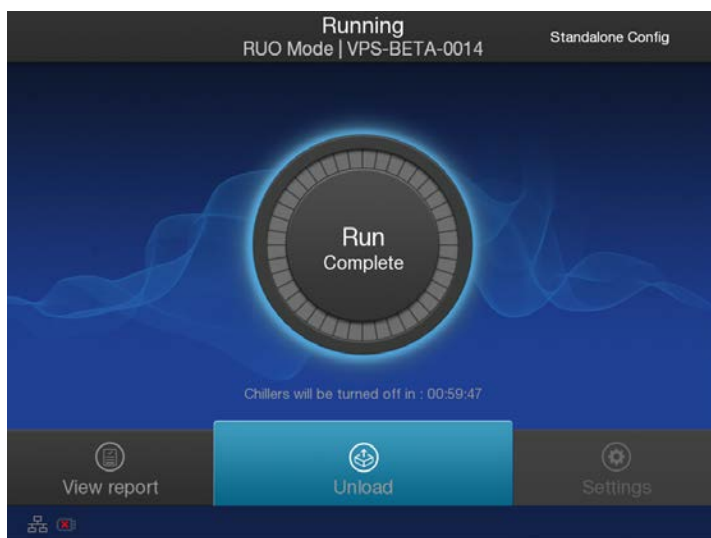 Running
RUO Mode | VPS-BETA-0014
Standalone Config
Run
Complete
Chillers will be turned off in : 00:59:47
View report
Unload
Settings